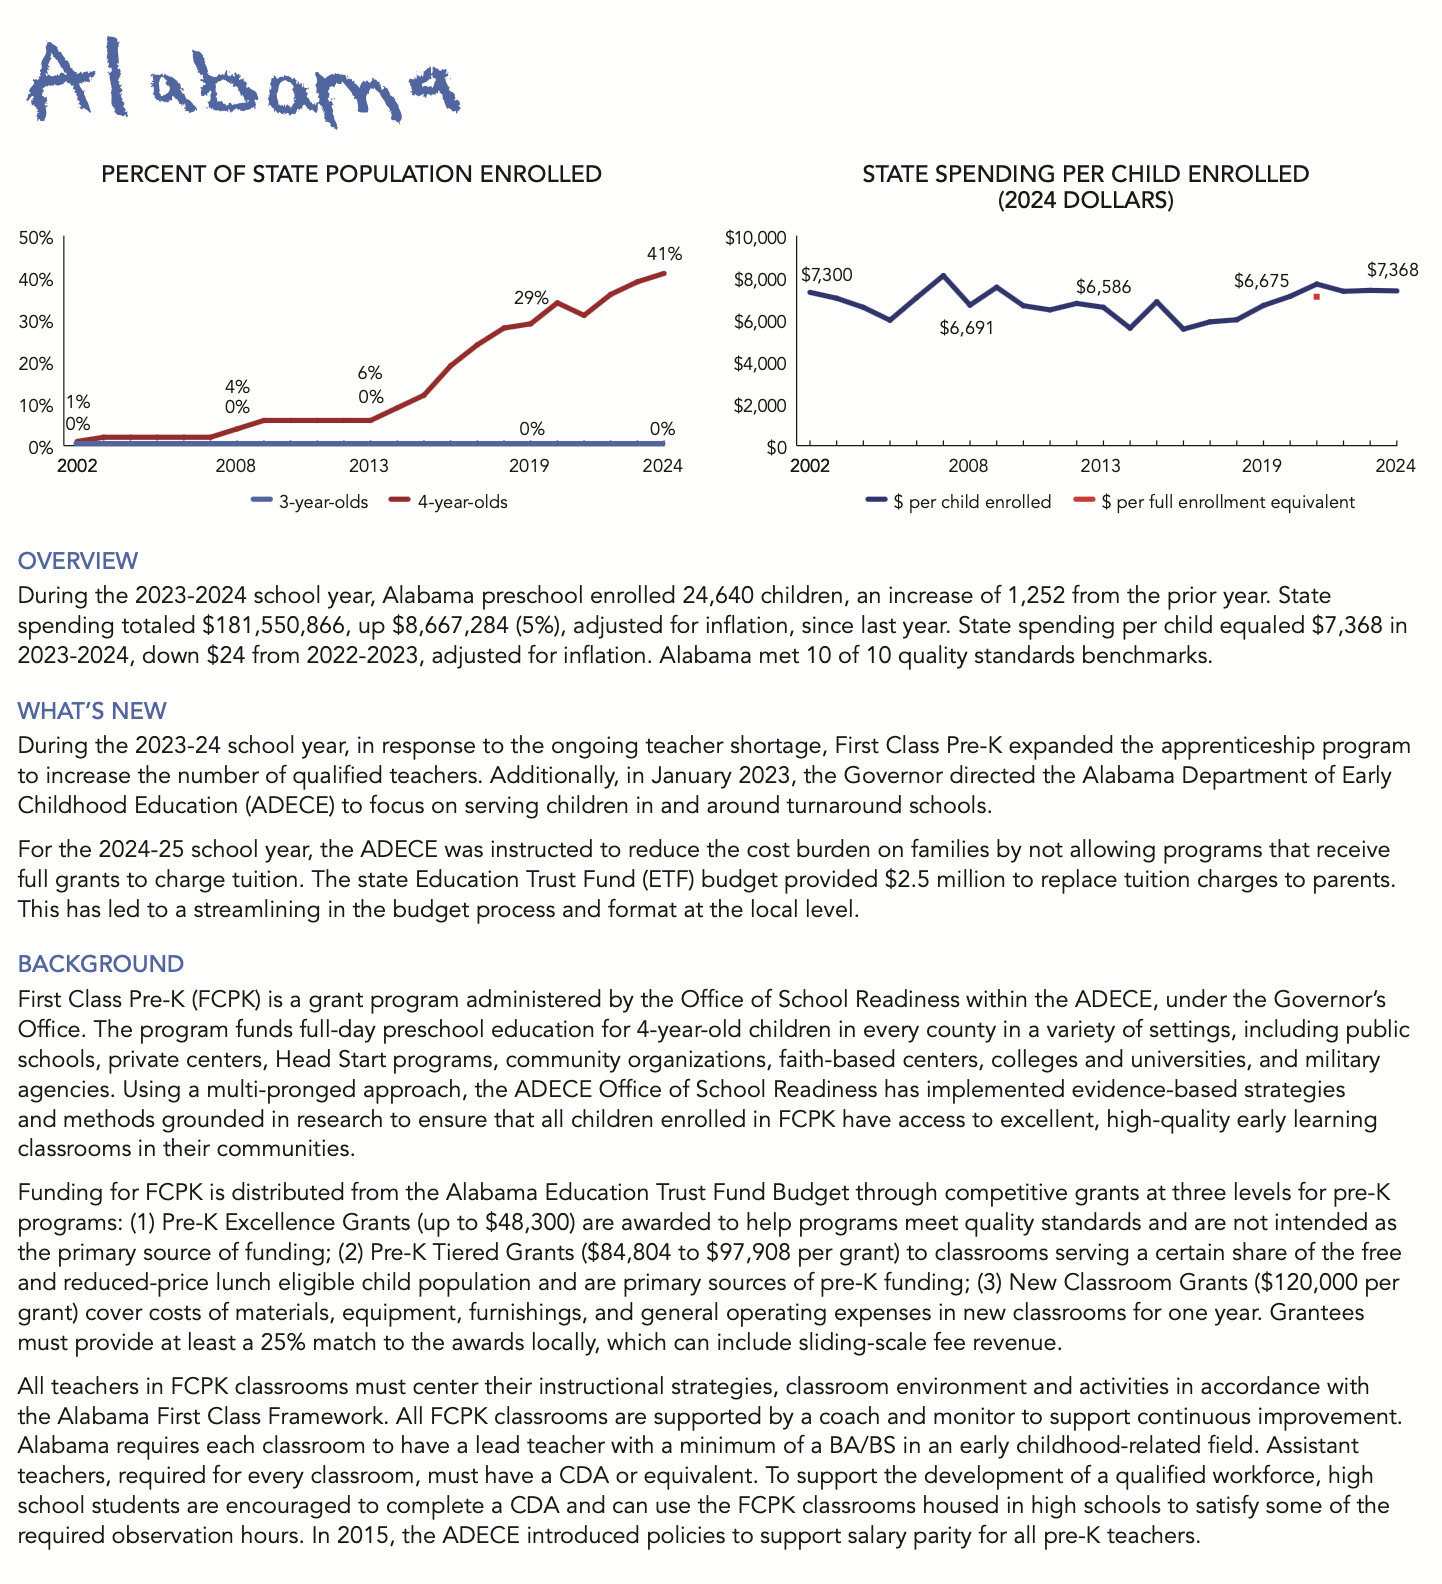 Alabama
PERCENT OF STATE POPULATION ENROLLED
50%
40%
30%
20%
10%
0%
1%
0%
4%
0%
6%
0%
29%
0%
41%
0%
2002
2008
2013
2019
2024
3-year-olds
4-year-olds
STATE SPENDING PER CHILD ENROLLED
(2024 DOLLARS)
$10,000
$8,000
$6,000
$4,000
$2,000
$0
$7,300
$6,691
$6,586
$6,675
$7,368
2002
2008
2013
2019
2024
$ per child enrolled
$ per full enrollment equivalent
OVERVIEW
During the 2023-2024 school year, Alabama preschool enrolled 24,640 children, an increase of 1,252 from the prior year. State
spending totaled $181,550,866, up $8,667,284 (5%), adjusted for inflation, since last year. State spending per child equaled $7,368 in
2023-2024, down $24 from 2022-2023, adjusted for inflation. Alabama met 10 of 10 quality standards benchmarks.
WHAT'S NEW
During the 2023-24 school year, in response to the ongoing teacher shortage, First Class Pre-K expanded the apprenticeship program
to increase the number of qualified teachers. Additionally, in January 2023, the Governor directed the Alabama Department of Early
Childhood Education (ADECE) to focus on serving children in and around turnaround schools.
For the 2024-25 school year, the ADECE was instructed to reduce the cost burden on families by not allowing programs that receive
full grants to charge tuition. The state Education Trust Fund (ETF) budget provided $2.5 million to replace tuition charges to parents.
This has led to a streamlining in the budget process and format at the local level.
BACKGROUND
First Class Pre-K (FCPK) is a grant program administered by the Office of School Readiness within the ADECE, under the Governor's
Office. The program funds full-day preschool education for 4-year-old children in every county in a variety of settings, including public
schools, private centers, Head Start programs, community organizations, faith-based centers, colleges and universities, and military
agencies. Using a multi-pronged approach, the ADECE Office of School Readiness has implemented evidence-based strategies
and methods grounded in research to ensure that all children enrolled in FCPK have access to excellent, high-quality early learning
classrooms in their communities.
Funding for FCPK is distributed from the Alabama Education Trust Fund Budget through competitive grants at three levels for pre-K
programs: (1) Pre-K Excellence Grants (up to $48,300) are awarded to help programs meet quality standards and are not intended as
the primary source of funding; (2) Pre-K Tiered Grants ($84,804 to $97,908 per grant) to classrooms serving a certain share of the free
and reduced-price lunch eligible child population and are primary sources of pre-K funding; (3) New Classroom Grants ($120,000 per
grant) cover costs of materials, equipment, furnishings, and general operating expenses in new classrooms for one year. Grantees
must provide at least a 25% match to the awards locally, which can include sliding-scale fee revenue.
All teachers in FCPK classrooms must center their instructional strategies, classroom environment and activities in accordance with
the Alabama First Class Framework. All FCPK classrooms are supported by a coach and monitor to support continuous improvement.
Alabama requires each classroom to have a lead teacher with a minimum of a BA/BS in an early childhood-related field. Assistant
teachers, required for every classroom, must have a CDA or equivalent. To support the development of a qualified workforce, high
school students are encouraged to complete a CDA and can use the FCPK classrooms housed in high schools to satisfy some of the
required observation hours. In 2015, the ADECE introduced policies to support salary parity for all pre-K teachers.